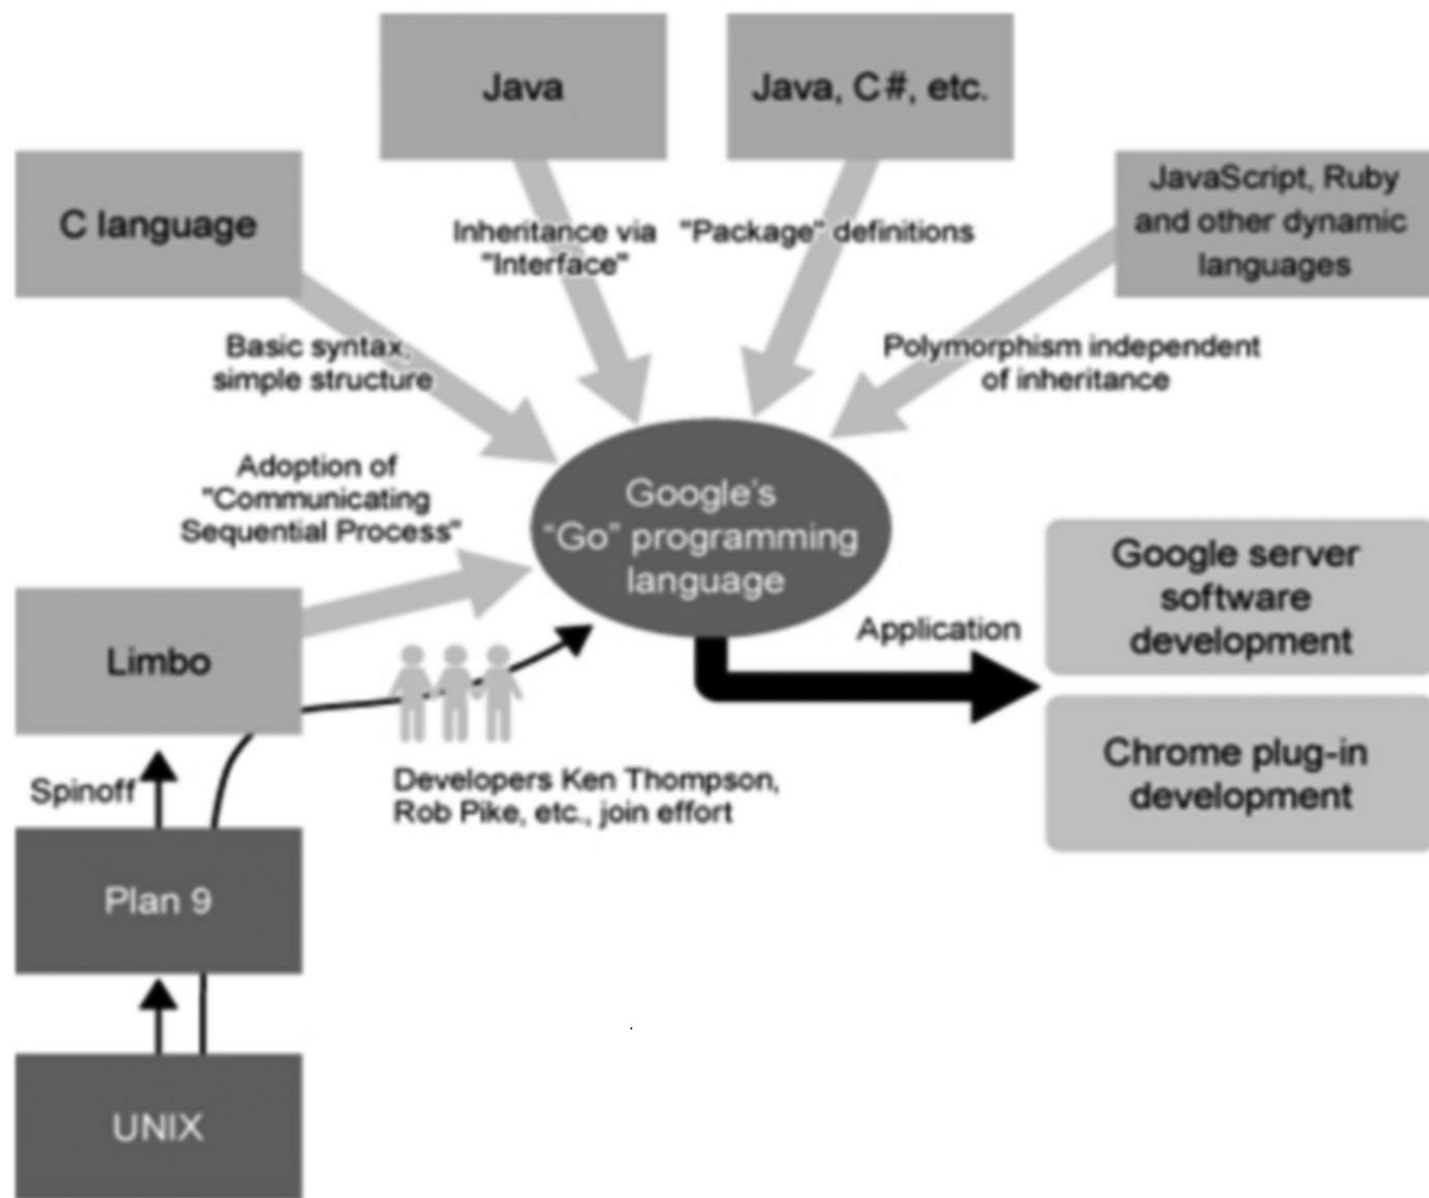 Java
Java, C#, etc.
C language
JavaScript, Ruby
and other dynamic
languages
Inheritance via
"Interface"
"Package" definitions
Basic syntax,
simple structure
Polymorphism independent
of inheritance
Adoption of
"Communicating
Sequential Process"
Google's
"Go" programming
language
Google server
software
development
Application
Limbo
Chrome plug-in
development
Developers Ken Thompson,
Rob Pike, etc., join effort
Spinoff
Plan 9
UNIX